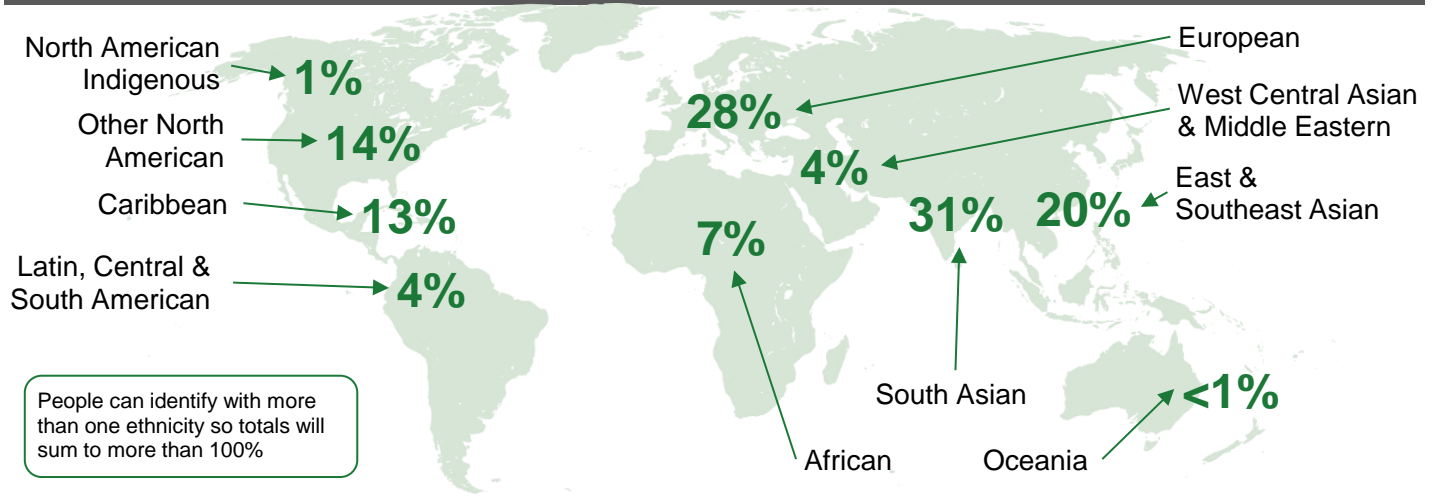 North American
Indigenous
1%
Other North
American
14%
Caribbean
13%
Latin, Central &
South American
4%
European
28%
West Central Asian
& Middle Eastern
4%
East &
Southeast Asian
20%
31%
South Asian
7%
African
<1%
Oceania
People can identify with more
than one ethnicity so totals will
sum to more than 100%